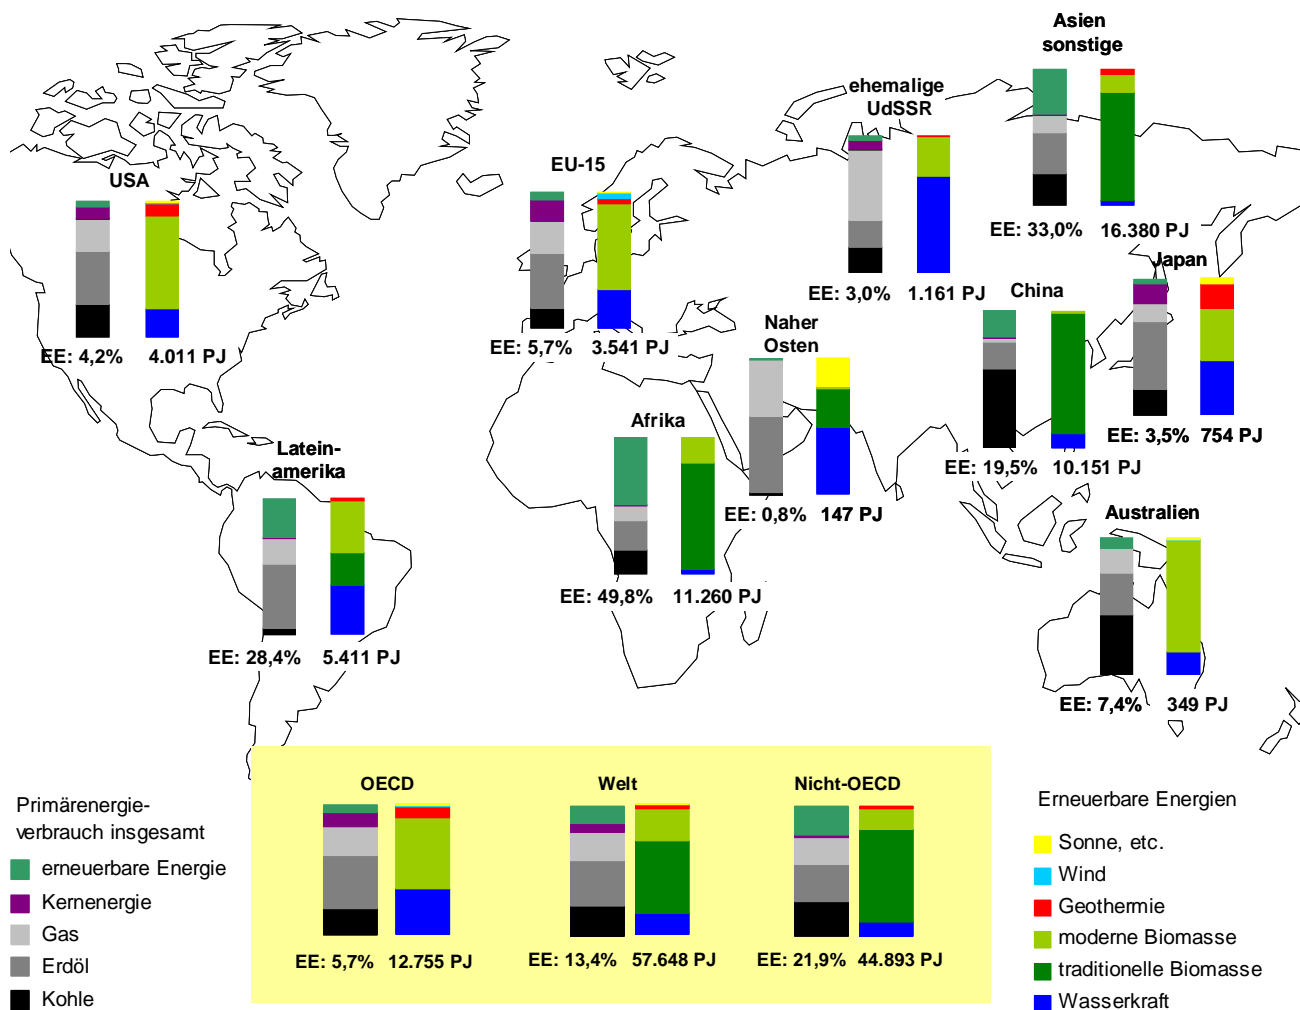 Asien
sonstige
EE: 33,0% 16.380 PJ
ehemalige
UdSSR
EE: 3,0% 1.161 PJ
EU-15
EE: 5,7% 3.541 PJ
USA
EE: 4,2% 4.011 PJ
Japan
EE: 3,5% 754 PJ
China
EE: 19,5% 10.151 PJ
Naher
Osten
EE: 0,8% 147 PJ
Afrika
EE: 49,8% 11.260 PJ
Latein-
amerika
EE: 28,4% 5.411 PJ
Australien
EE: 7,4% 349 PJ
OECD
EE: 5,7% 12.755 PJ
Welt
EE: 13,4% 57.648 PJ
Nicht-OECD
EE: 21,9% 44.893 PJ
Primärenergie-
verbrauch insgesamt
erneuerbare Energie
Kernenergie
Gas
Erdöl
Kohle
Erneuerbare Energien
Sonne, etc.
Wind
Geothermie
moderne Biomasse
traditionelle Biomasse
Wasserkraft